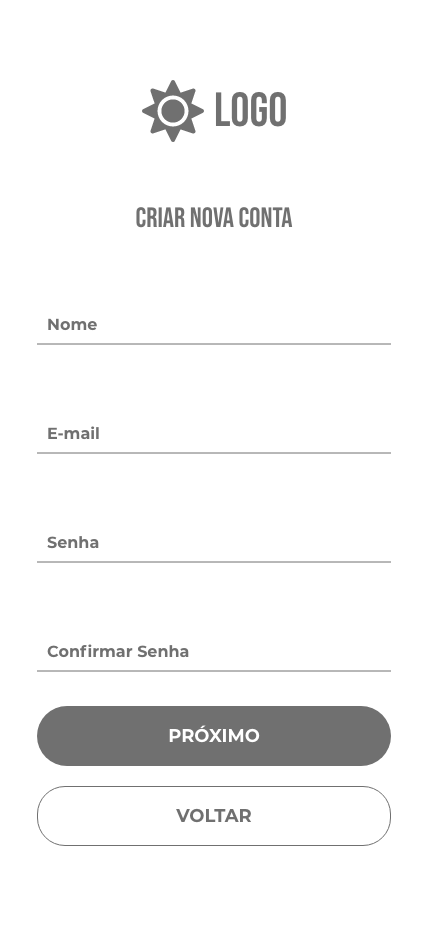 LOGO
CRIAR NOVA CONTA
Nome
E-mail
Senha
Confirmar Senha
PRÓXIMO
VOLTAR